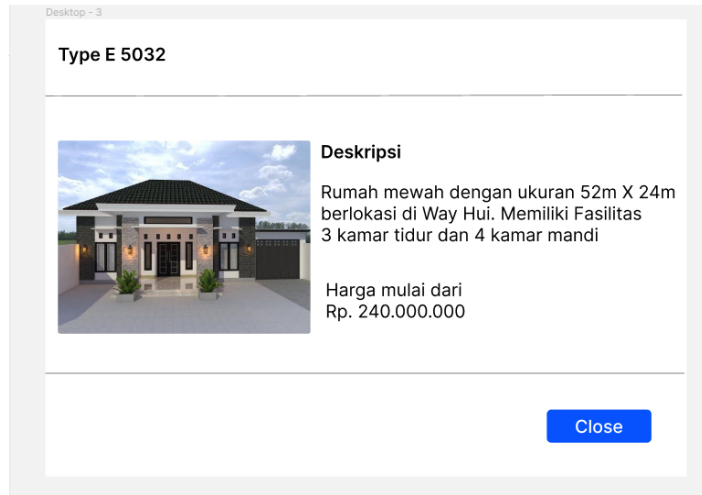 Desktop - 3
Type E 5032
Deskripsi
Rumah mewah dengan ukuran 52m X 24m
berlokasi di Way Hui. Memiliki Fasilitas
3 kamar tidur dan 4 kamar mandi
Harga mulai dari
Rp. 240.000.000
Close